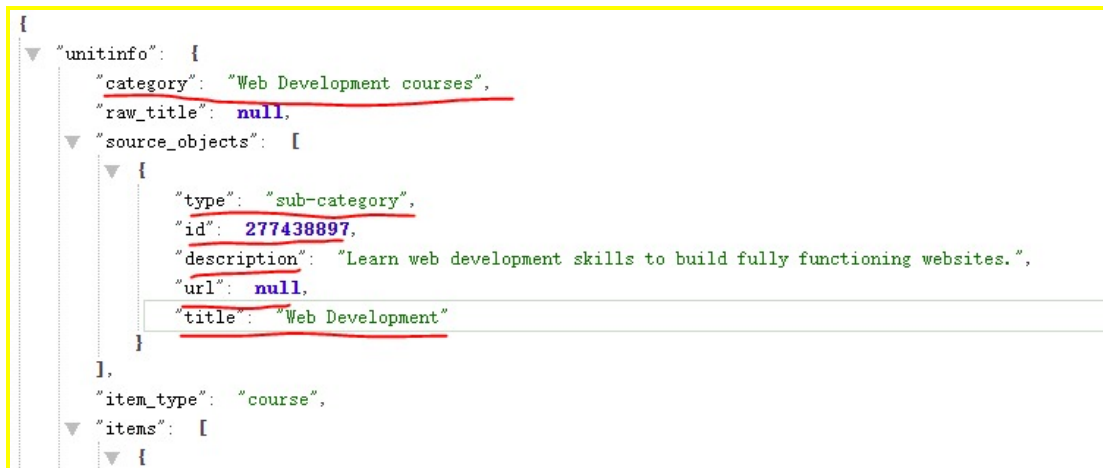 {
"unitinfo": {
"category": "Web Development courses",
"raw_title": null,
"source_objects": [
{
"type": "sub-category",
"id": 277438897,
"description": "Learn web development skills to build fully functioning websites.",
"url": null,
"title": "Web Development"
}
],
"item_type": "course",
"items": [
{